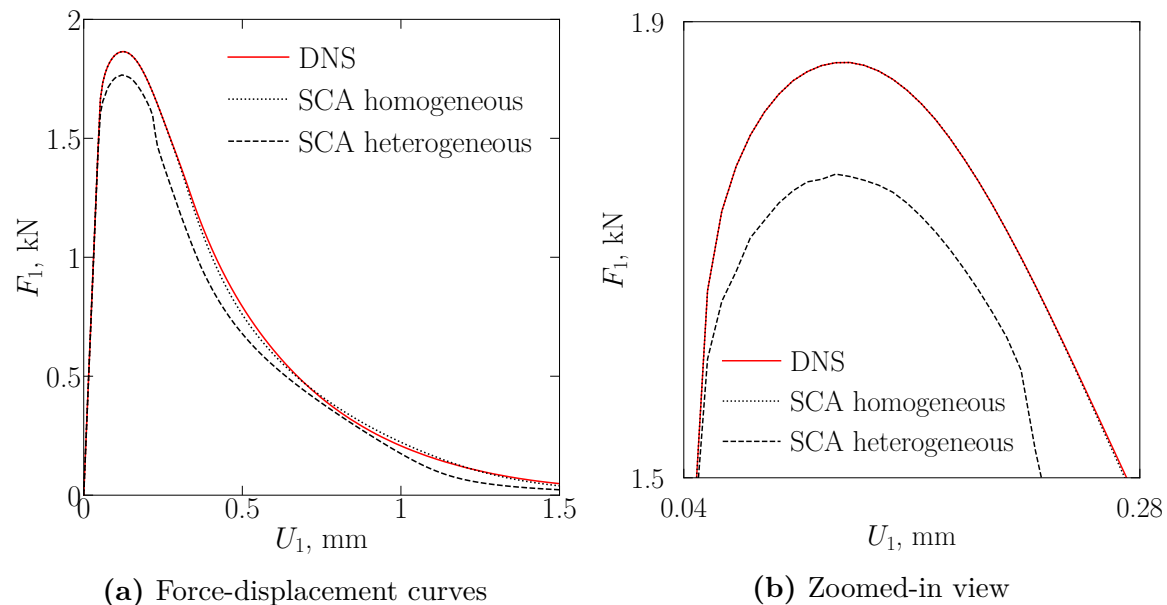 2
1.5
1
0.5
0
0
0.5
1
1.5
F1, kN
U1, mm
DNS
SCA homogeneous
SCA heterogeneous
(a) Force-displacement curves
1.9
1.5
0.04
0.28
F1, kN
U1, mm
DNS
SCA homogeneous
SCA heterogeneous
(b) Zoomed-in view